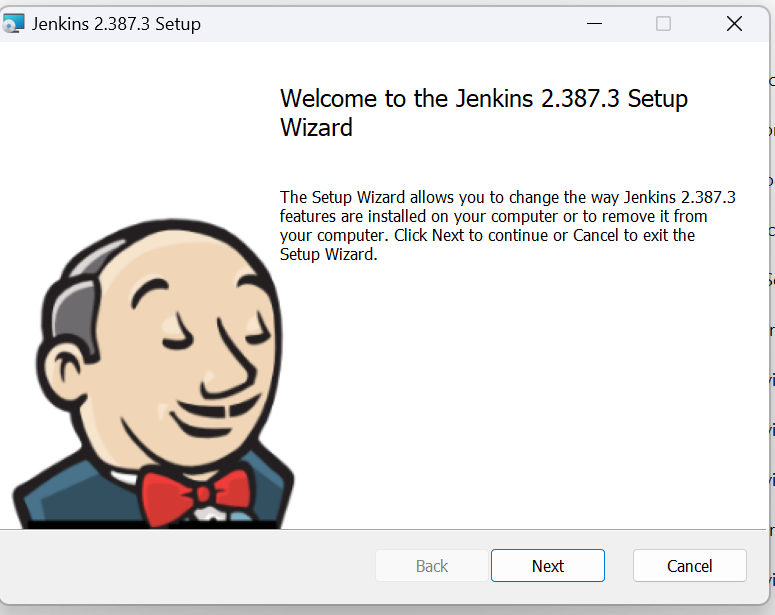 Jenkins 2.387.3 Setup
Welcome to the Jenkins 2.387.3 Setup
Wizard
The Setup Wizard allows you to change the way Jenkins 2.387.3
features are installed on your computer or to remove it from
your computer. Click Next to continue or Cancel to exit the
Setup Wizard.
Back
Next
Cancel